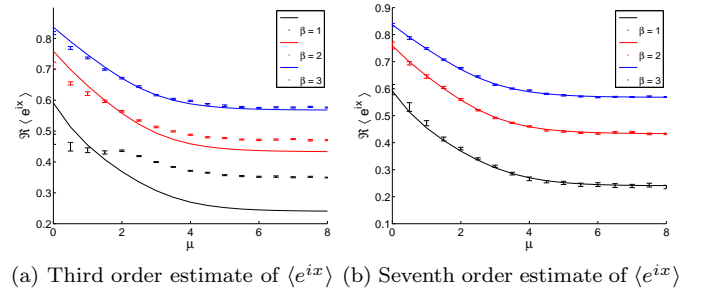 0.8
0.7
0.6
0.5
0.4
0.3
0.2
0 2 4 6 8
μ
ℜ ⟨ e^{ix} ⟩
β = 1
β = 2
β = 3
0.9
0.8
0.7
0.6
0.5
0.4
0.3
0.2
0.1
0 2 4 6 8
μ
ℜ ⟨ e^{ix} ⟩
β = 1
β = 2
β = 3
(a) Third order estimate of ⟨e^{ix}⟩ (b) Seventh order estimate of ⟨e^{ix}⟩